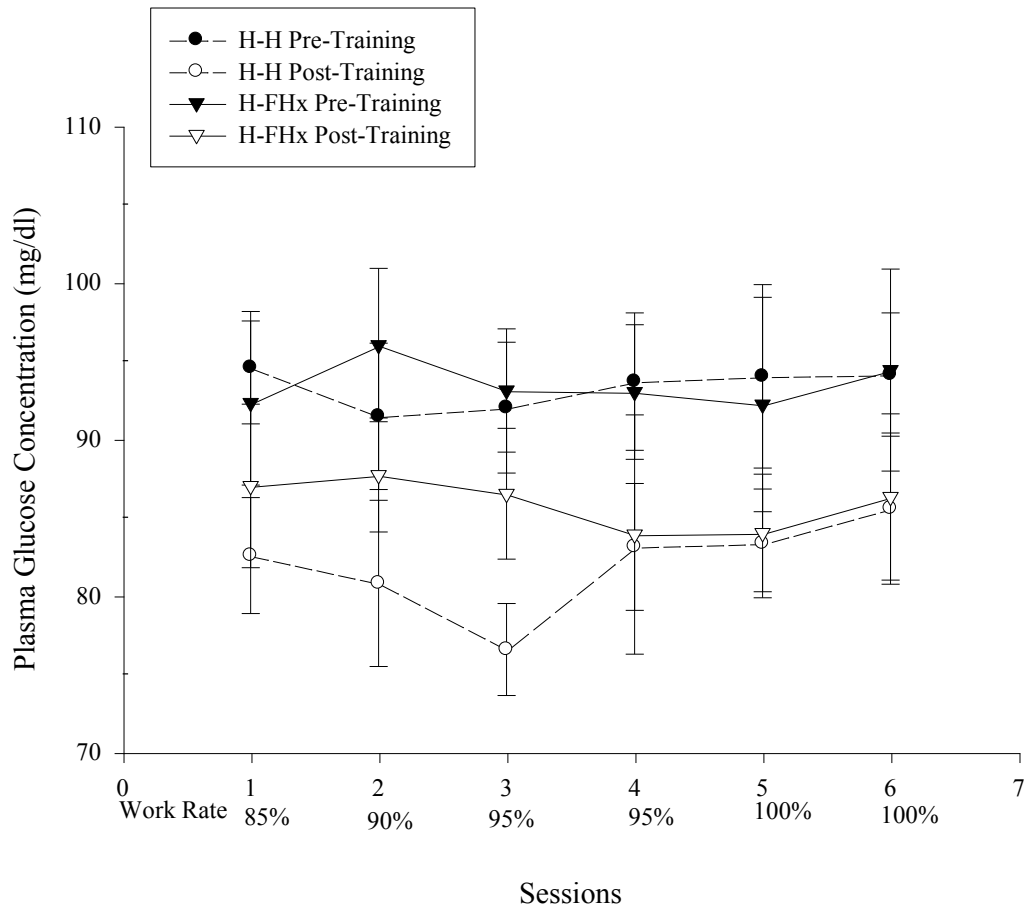 H-H Pre-Training
H-H Post-Training
H-FHx Pre-Training
H-FHx Post-Training
Plasma Glucose Concentration (mg/dl)
110
100
90
80
70
0 1 2 3 4 5 6 7
Work Rate 85% 90% 95% 95% 100% 100%
Sessions